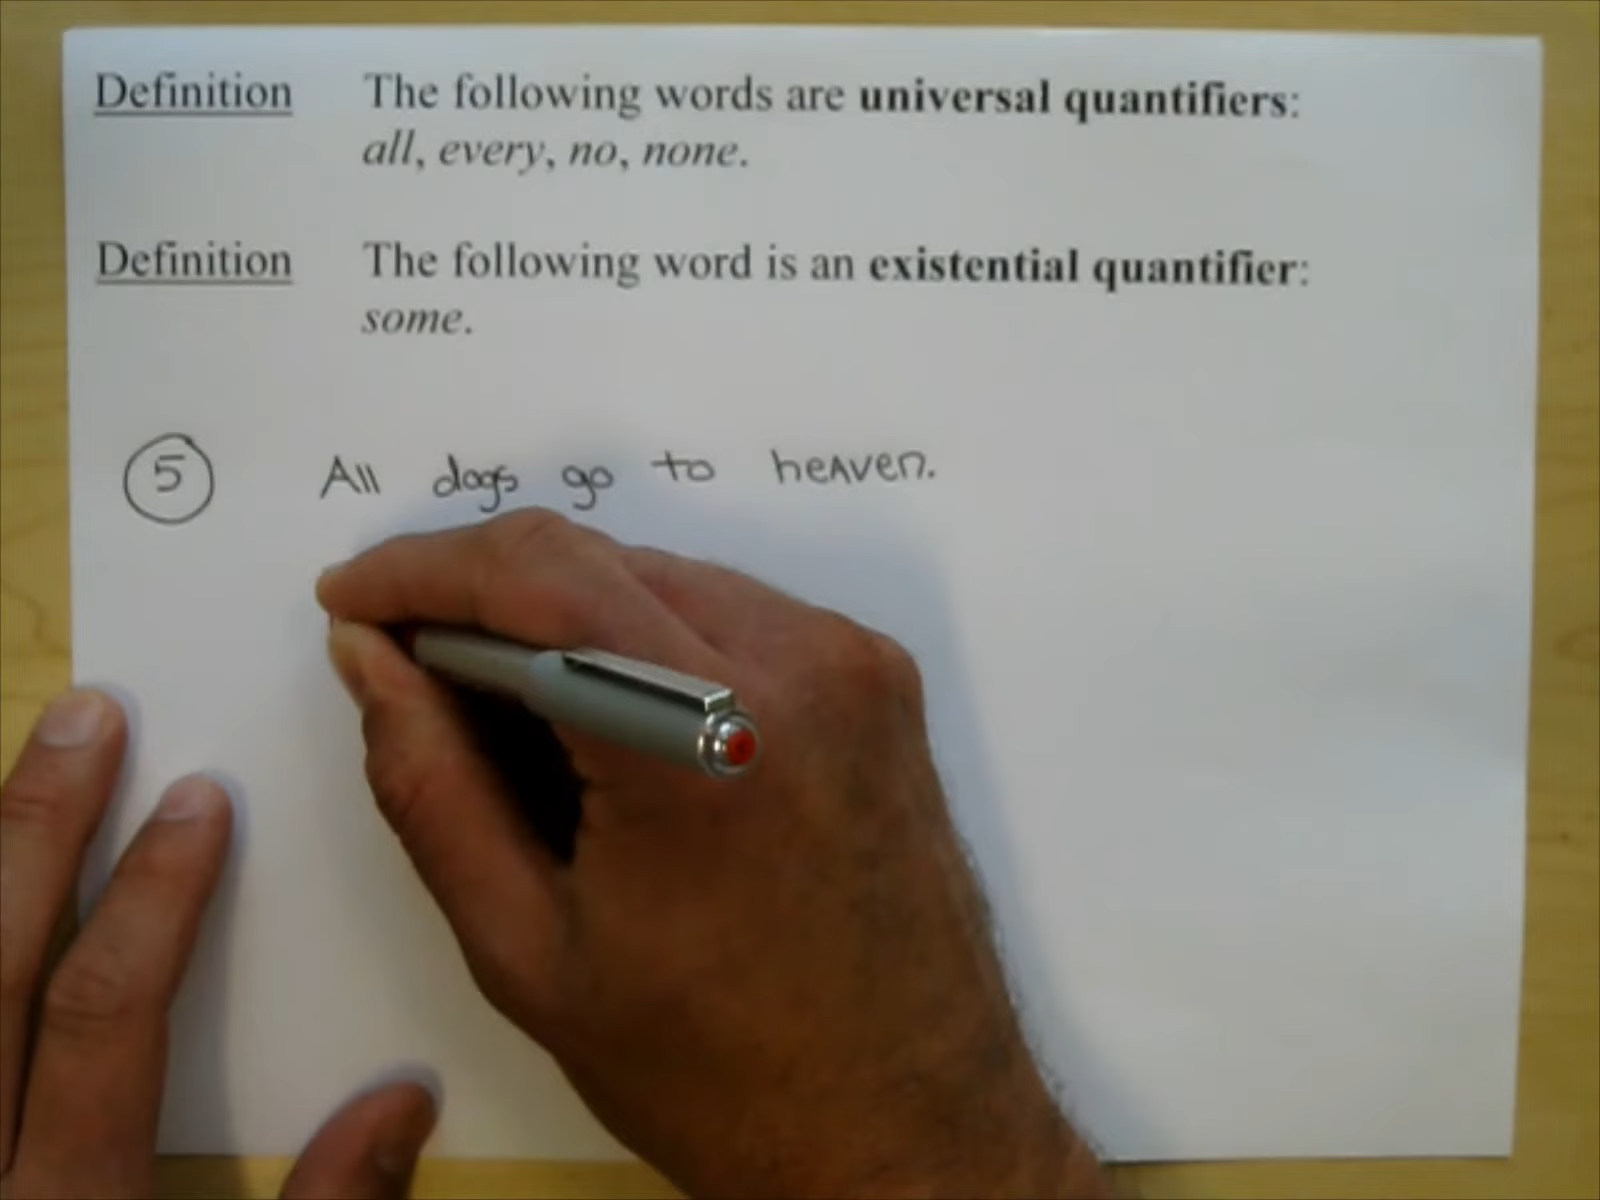 Definition The following words are universal quantifiers:
all, every, no, none.
Definition The following word is an existential quantifier:
some.
5 All dogs go to heaven.